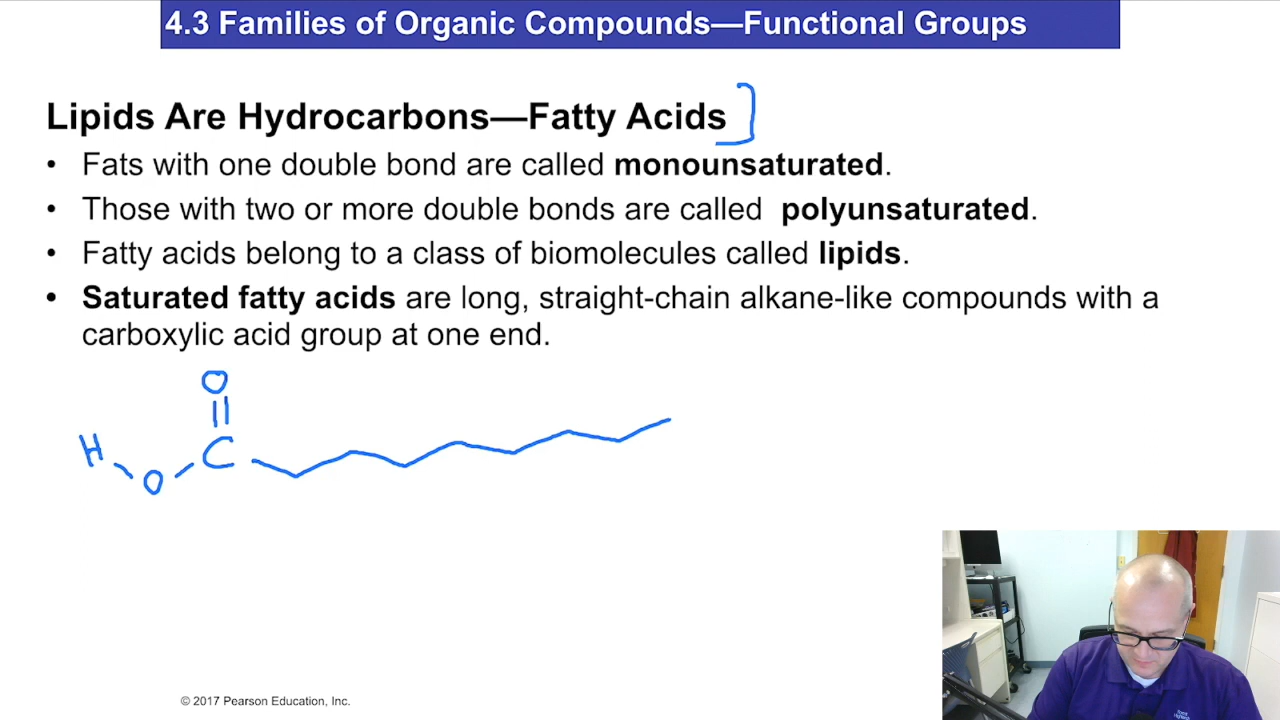 4.3 Families of Organic Compounds—Functional Groups
Lipids Are Hydrocarbons—Fatty Acids ]
• Fats with one double bond are called monounsaturated.
• Those with two or more double bonds are called polyunsaturated.
• Fatty acids belong to a class of biomolecules called lipids.
• Saturated fatty acids are long, straight-chain alkane-like compounds with a
carboxylic acid group at one end.
O
H
C
O
© 2017 Pearson Education, Inc.